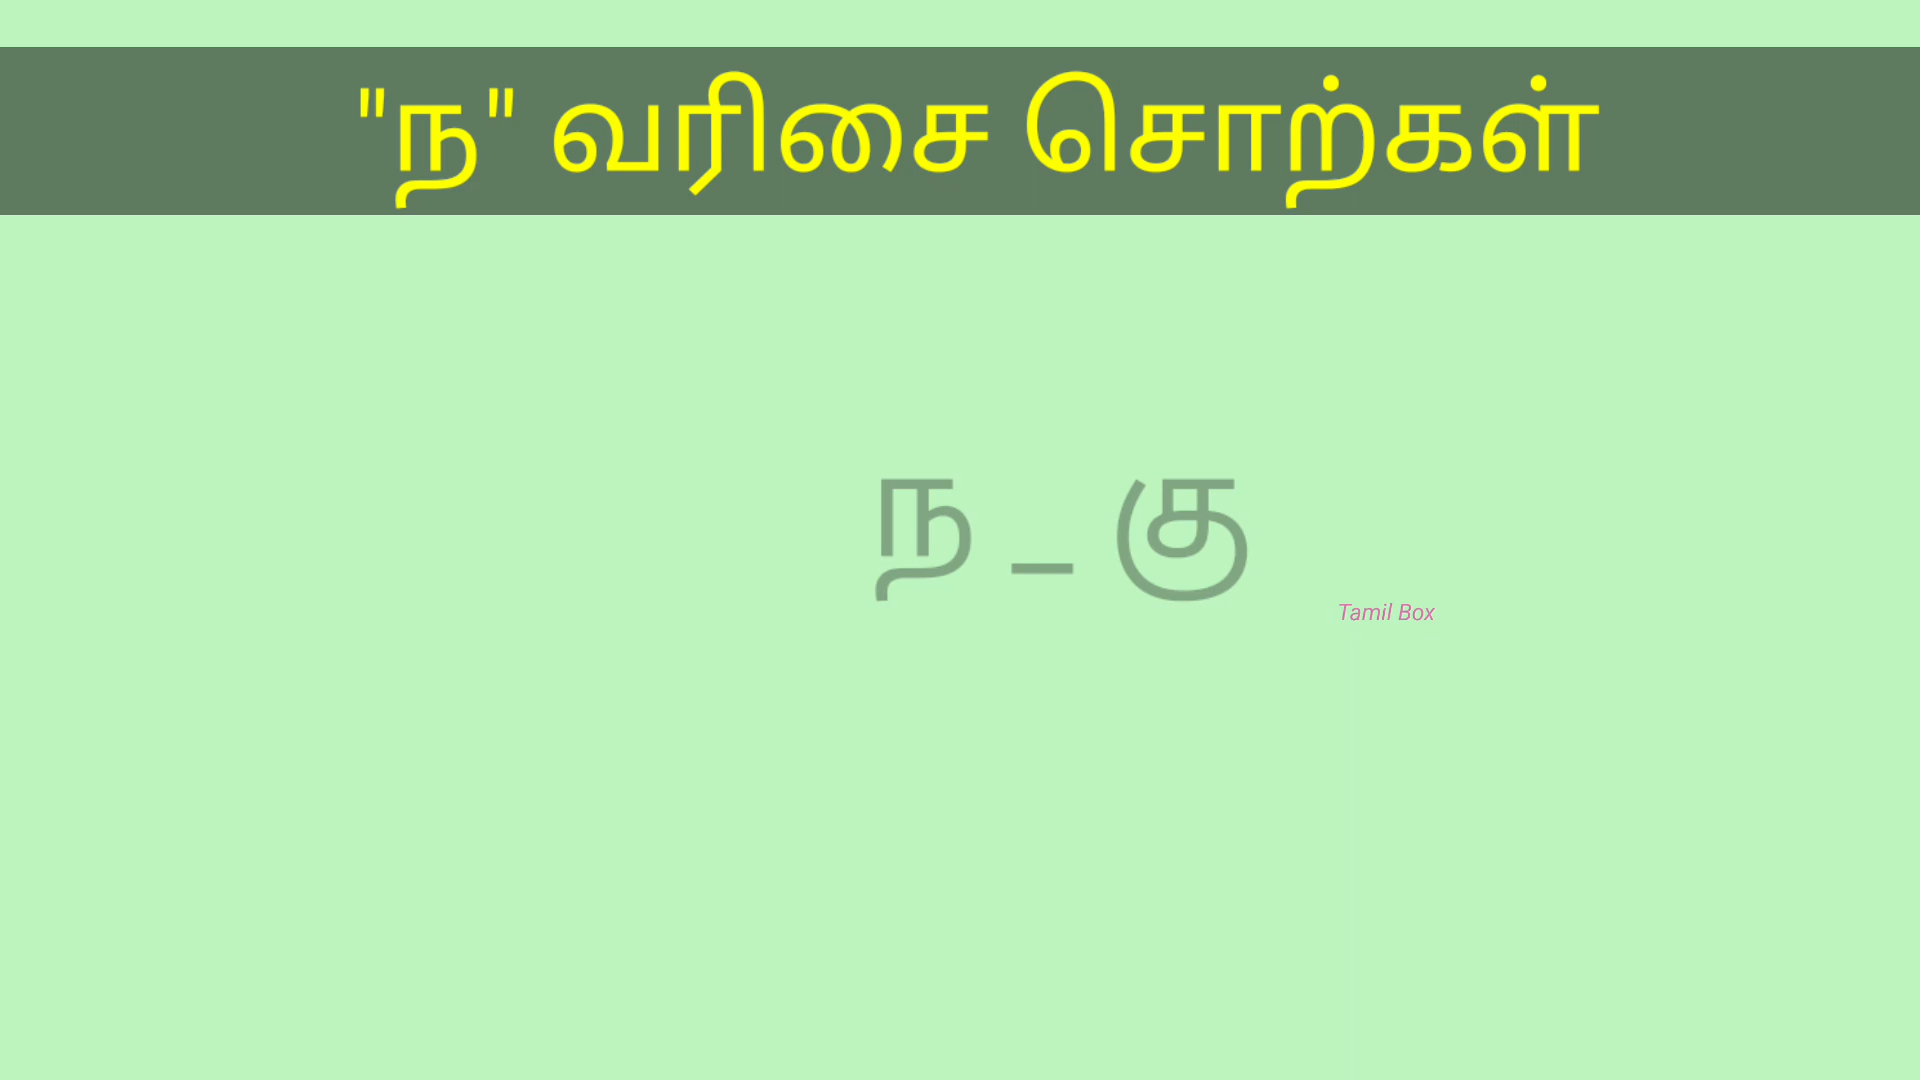 "ந" வரிசை சொற்கள்
ந _ கு
Tamil Box